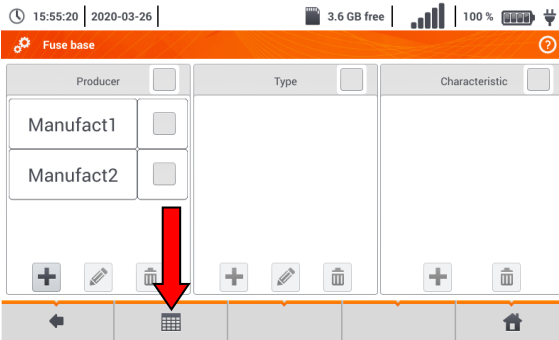 15:55:20 2020-03-26 3.6 GB free 100 %
Fuse base ?
Producer Type Characteristic
Manufact1
Manufact2